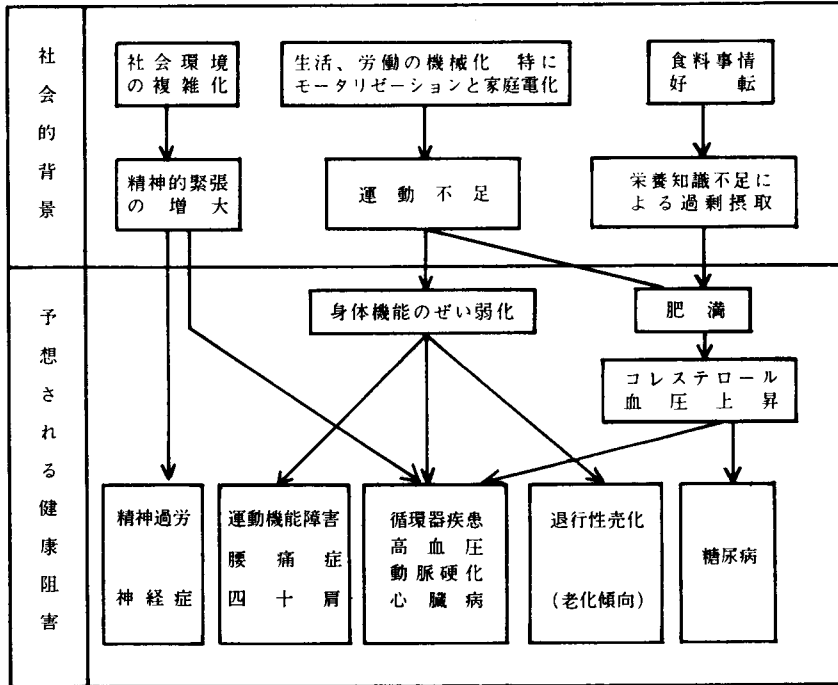 社会的背景
社会環境
の複雑化
生活、労働の機械化 特に
モータリゼーションと家庭電化
食料事情
好転
精神的緊張
の増大
運動不足
栄養知識不足に
よる過剰摂取
予想される健康阻害
身体機能のぜい弱化
肥満
コレステロール
血圧上昇
精神過労
神経症
運動機能障害
腰痛症
四十肩
循環器疾患
高血圧
動脈硬化
心臓病
退行性売化
(老化傾向)
糖尿病